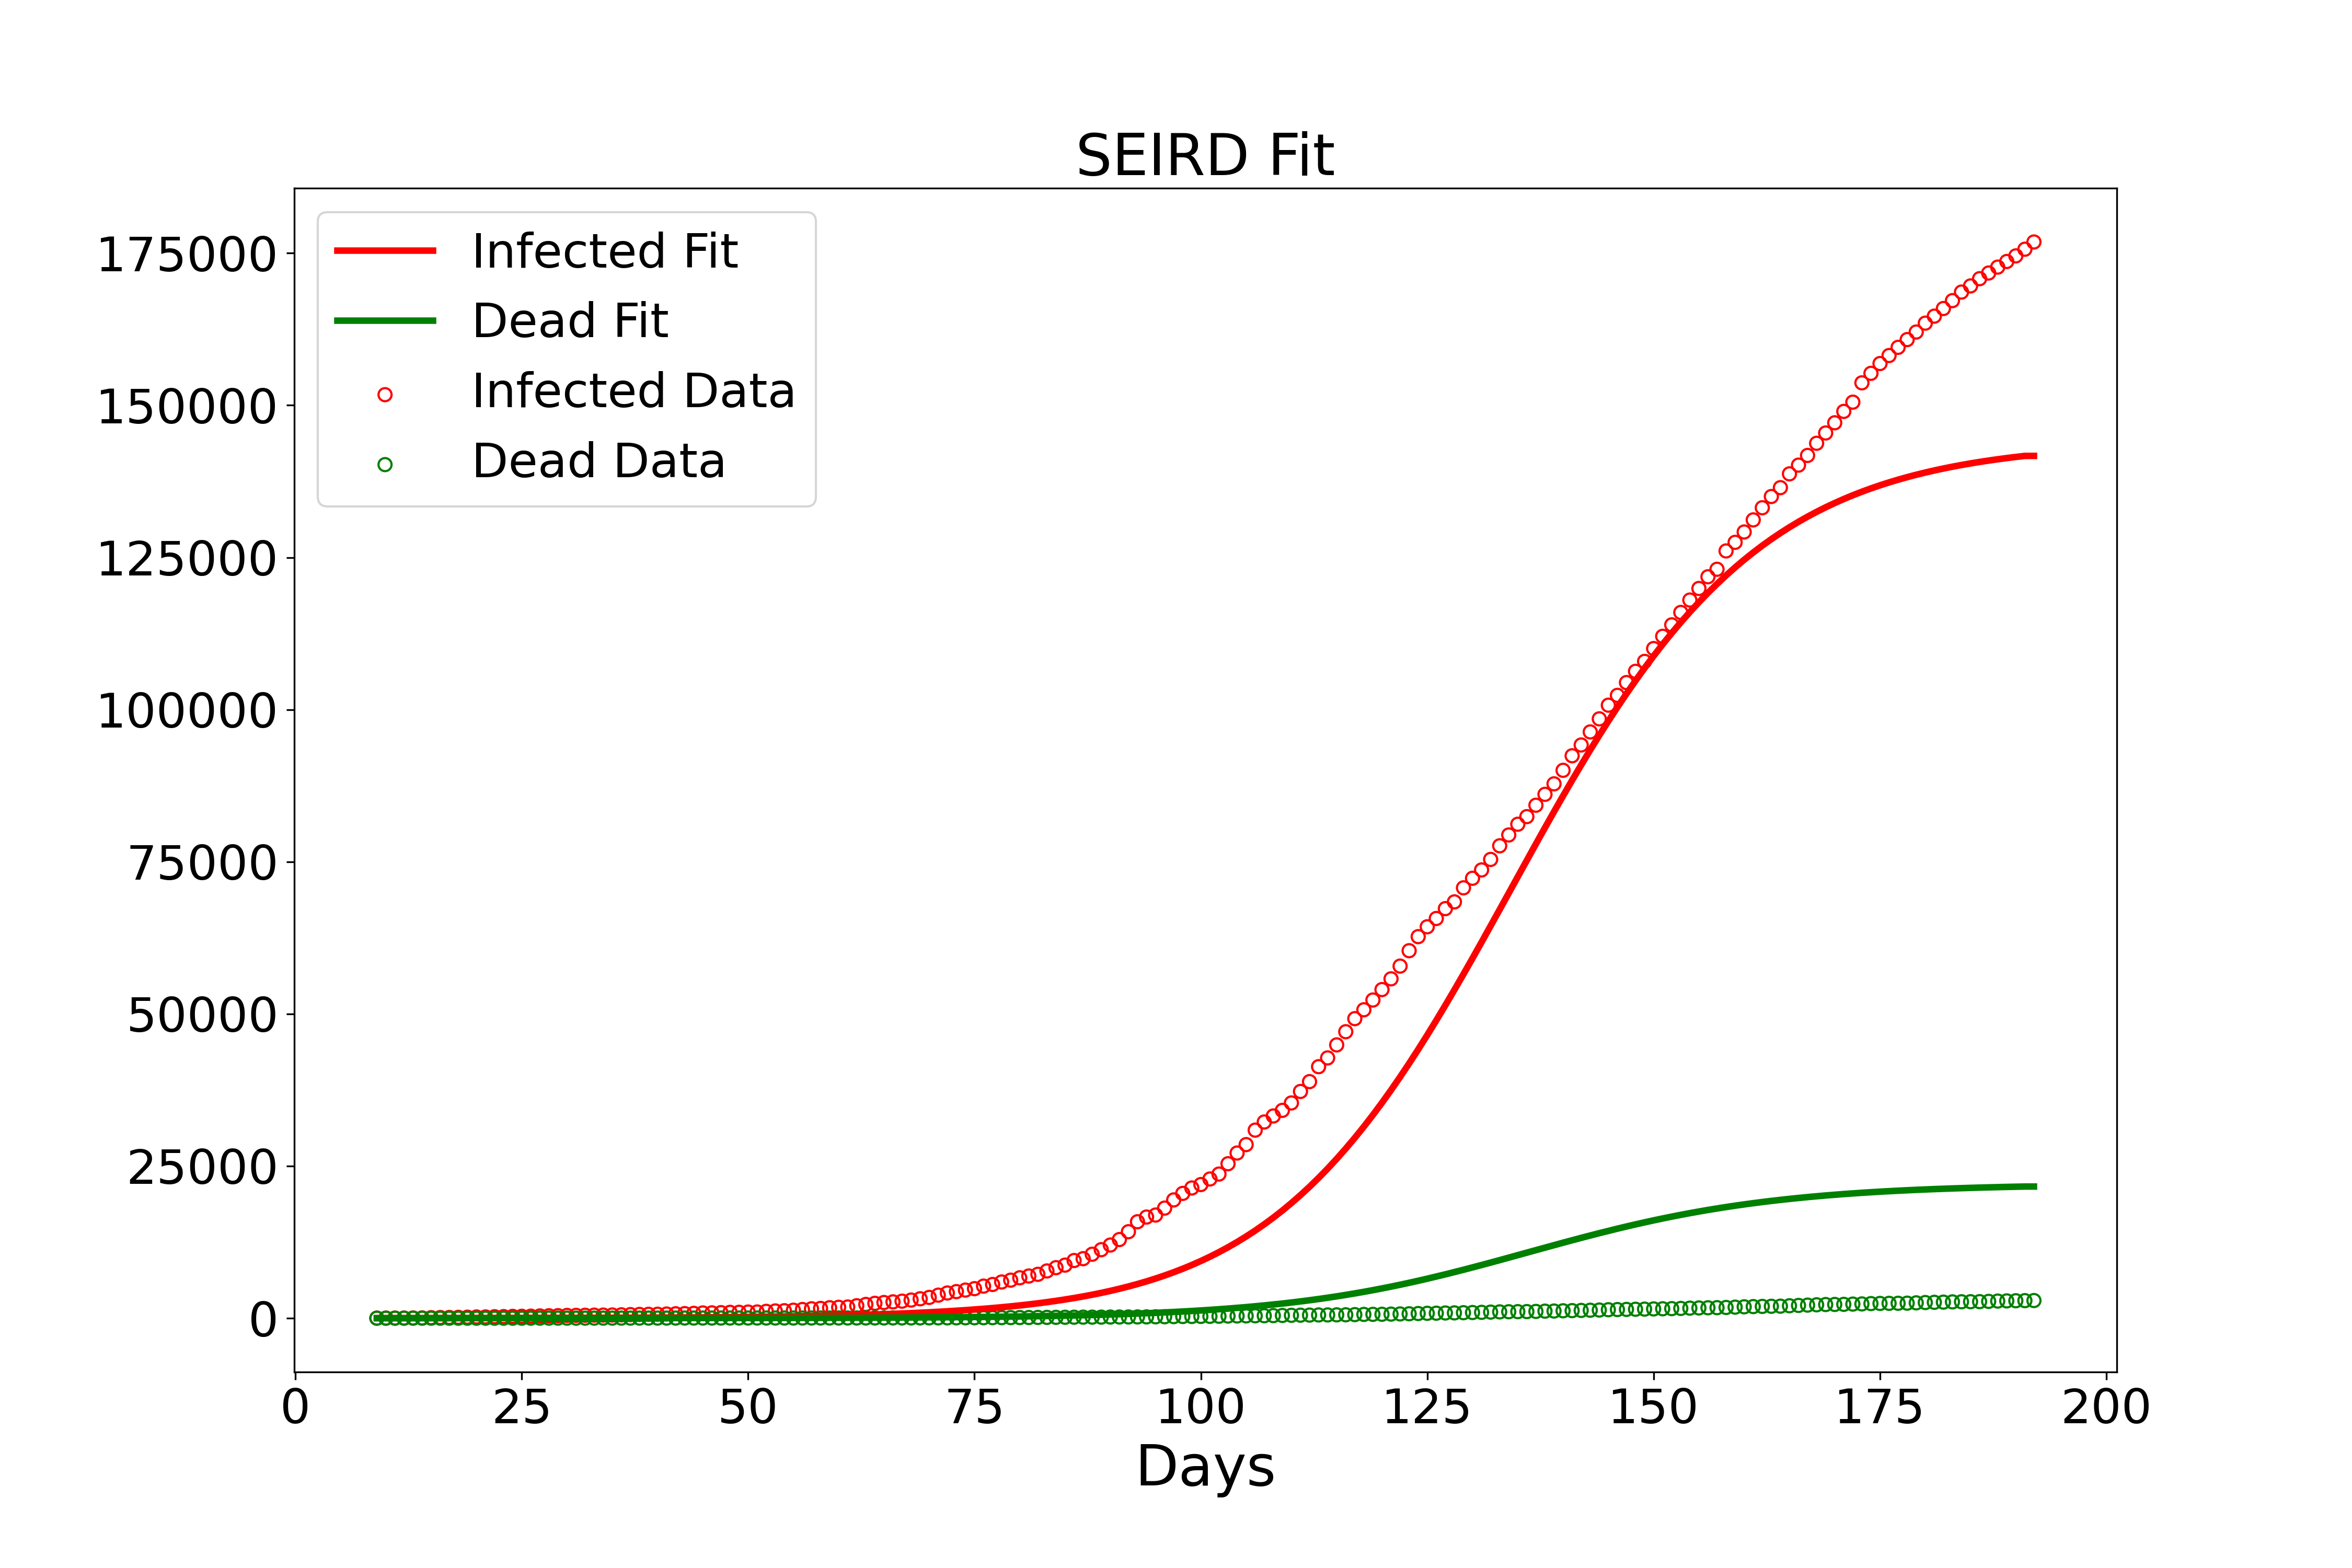 SEIRD Fit
Infected Fit
Dead Fit
Infected Data
Dead Data
175000
150000
125000
100000
75000
50000
25000
0
0 25 50 75 100 125 150 175 200
Days